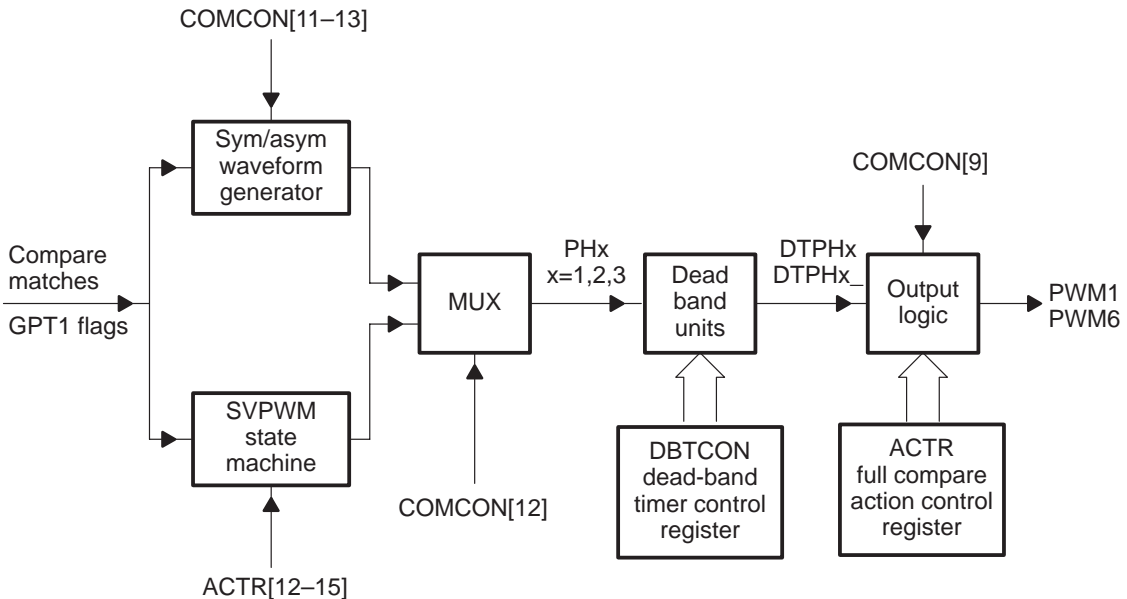 COMCON[11–13]
Sym/asym
waveform
generator
COMCON[9]
Compare
matches
GPT1 flags
MUX
PHx
x=1,2,3
Dead
band
units
DTPHx
DTPHx_
Output
logic
PWM1
PWM6
SVPWM
state
machine
COMCON[12]
DBTCON
dead-band
timer control
register
ACTR
full compare
action control
register
ACTR[12–15]